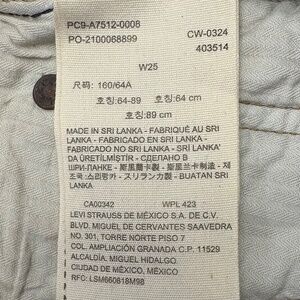 PC9-A7512-0008
PO-2100068899
CW-0324
403514
W25
尺码: 160/64A
호칭:64-89 호칭:64 cm
호칭:89 cm
MADE IN SRI LANKA - FABRIQUÉ AU SRI
LANKA - FABRICADO EN SRI LANKA -
FABRICADO NO SRI LANKA - SRİ LANKA'
DA ÜRETİLMİŞTİR - СДЕЛАНО В
ШРИ-ЛАНКЕ - 斯里蘭卡製 - 斯里兰卡制造 - 제
조국 :스리랑카 - スリランカ製 - BUATAN SRI
LANKA
CA00342 WPL 423
LEVI STRAUSS DE MÉXICO S.A. DE C.V.
BLVD. MIGUEL DE CERVANTES SAAVEDRA
NO. 301, TORRE NORTE PISO 7
COL. AMPLIACIÓN GRANADA C.P. 11529
ALCALDÍA. MIGUEL HIDALGO.
CIUDAD DE MÉXICO, MÉXICO
RFC: LSM660818M98